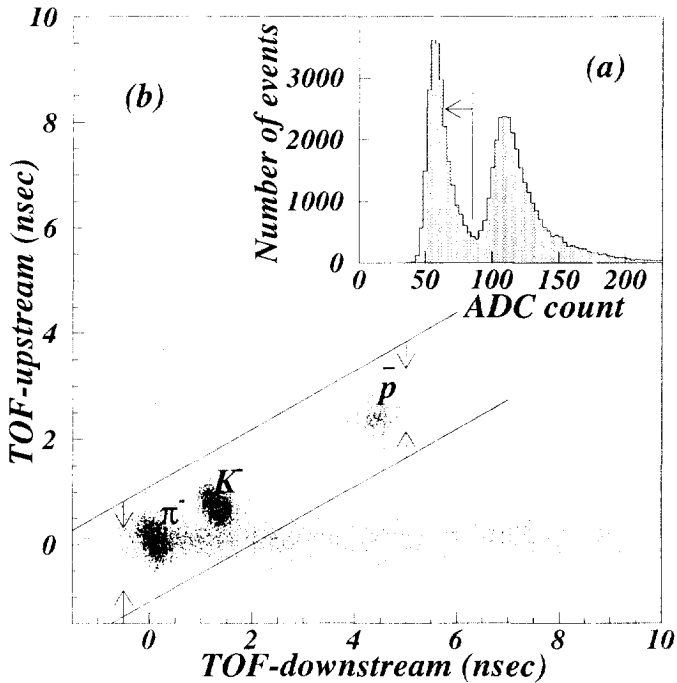 (a)
Number of events
3000
2000
1000
0
0 50 100 150 200
ADC count
(b)
TOF-upstream (nsec)
10
8
6
4
2
0
p̄
K⁻
π⁻
0 2 4 6 8 10
TOF-downstream (nsec)